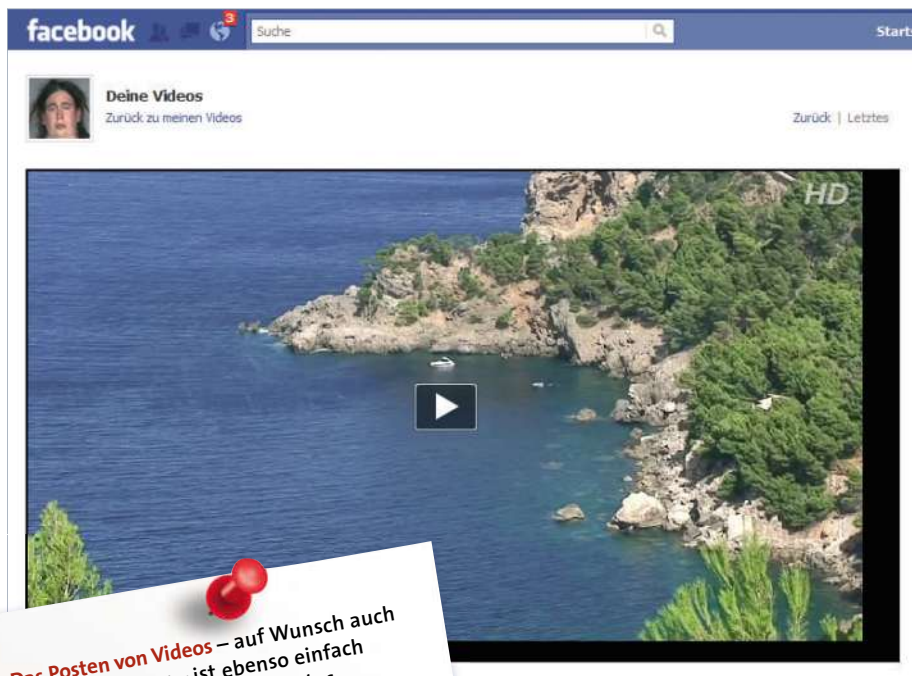 facebook
3
Suche
Starts
Deine Videos
Zurück zu meinen Videos
Zurück | Letztes
HD
Das Posten von Videos – auf Wunsch auch
ist ebenso einfach